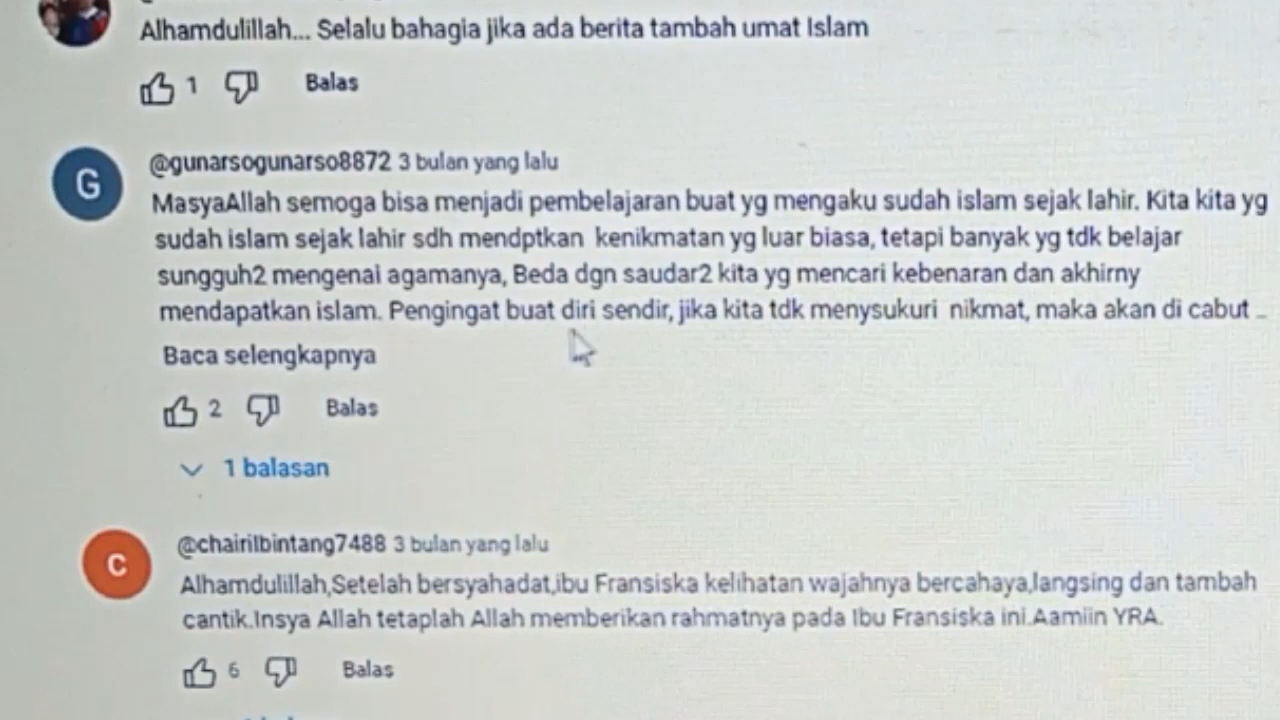 Alhamdulillah... Selalu bahagia jika ada berita tambah umat Islam
1 Balas
G
@gunarsogunarso8872 3 bulan yang lalu
MasyaAllah semoga bisa menjadi pembelajaran buat yg mengaku sudah islam sejak lahir. Kita kita yg
sudah islam sejak lahir sdh mendptkan kenikmatan yg luar biasa, tetapi banyak yg tdk belajar
sungguh2 mengenai agamanya, Beda dgn saudar2 kita yg mencari kebenaran dan akhirny
mendapatkan islam. Pengingat buat diri sendir, jika kita tdk menysukuri nikmat, maka akan di cabut ..
Baca selengkapnya
2 Balas
1 balasan
C
@chairilbintang7488 3 bulan yang lalu
Alhamdulillah,Setelah bersyahadat,ibu Fransiska kelihatan wajahnya bercahaya,langsing dan tambah
cantik.Insya Allah tetaplah Allah memberikan rahmatnya pada Ibu Fransiska ini.Aamiin YRA.
6 Balas